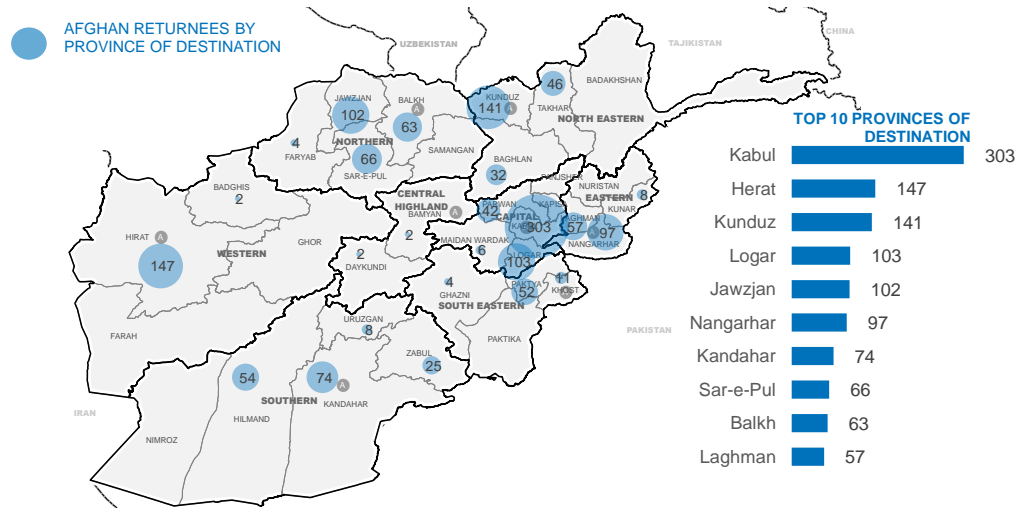 AFGHAN RETURNEES BY
PROVINCE OF DESTINATION
UZBEKISTAN
TAJIKISTAN
CHINA
JAWZJAN
102
BALKH
A
63
KUNDUZ
141
A
46
TAKHAR
BADAKHSHAN
NORTH EASTERN
4
FARYAB
NORTHERN
66
SAR-E-PUL
SAMANGAN
BAGHLAN
32
BADGHIS
2
CENTRAL
HIGHLAND
BAMYAN
A
2
PANJSHER
NURISTAN
EASTERN
8
KUNAR
PARWAN
42
KAPIS
CAPITAL
303
LAGHMAN
57
A
97
NANGARHAR
HIRAT
A
147
WESTERN
GHOR
2
DAYKUNDI
MAIDAN WARDAK
6
LOGAR
103
4
GHAZNI
SOUTH EASTERN
PAKTYA
52
11
KHOST
PAKTIKA
FARAH
URUZGAN
8
ZABUL
25
54
74
A
SOUTHERN
KANDAHAR
HILMAND
NIMROZ
IRAN
PAKISTAN
TOP 10 PROVINCES OF
DESTINATION
Kabul 303
Herat 147
Kunduz 141
Logar 103
Jawzjan 102
Nangarhar 97
Kandahar 74
Sar-e-Pul 66
Balkh 63
Laghman 57